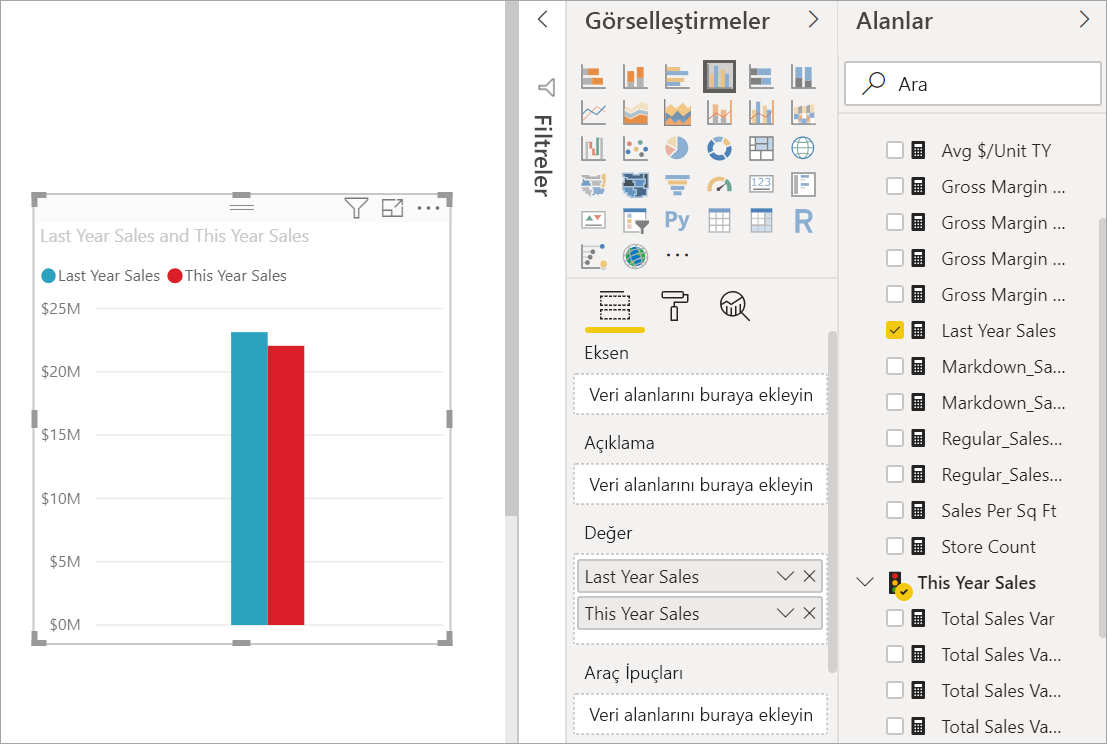 Last Year Sales and This Year Sales
Last Year Sales This Year Sales
$25M
$20M
$15M
$10M
$5M
$0M
Filtreler
Görselleştirmeler
123
Py
R
Eksen
Veri alanlarını buraya ekleyin
Açıklama
Veri alanlarını buraya ekleyin
Değer
Last Year Sales
This Year Sales
Araç İpuçları
Veri alanlarını buraya ekleyin
Alanlar
Ara
Avg $/Unit TY
Gross Margin ...
Gross Margin ...
Gross Margin ...
Gross Margin ...
Last Year Sales
Markdown_Sa...
Markdown_Sa...
Regular_Sales...
Regular_Sales...
Sales Per Sq Ft
Store Count
This Year Sales
Total Sales Var
Total Sales Va...
Total Sales Va...
Total Sales Va...